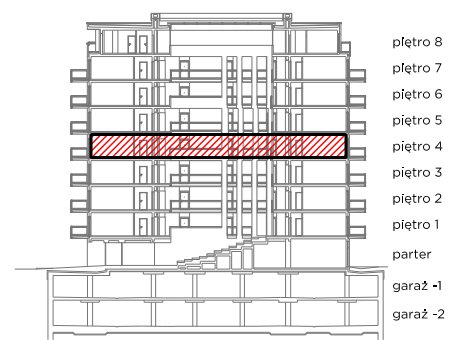 piętro 8
piętro 7
piętro 6
piętro 5
piętro 4
piętro 3
piętro 2
piętro 1
parter
garaż -1
garaż -2